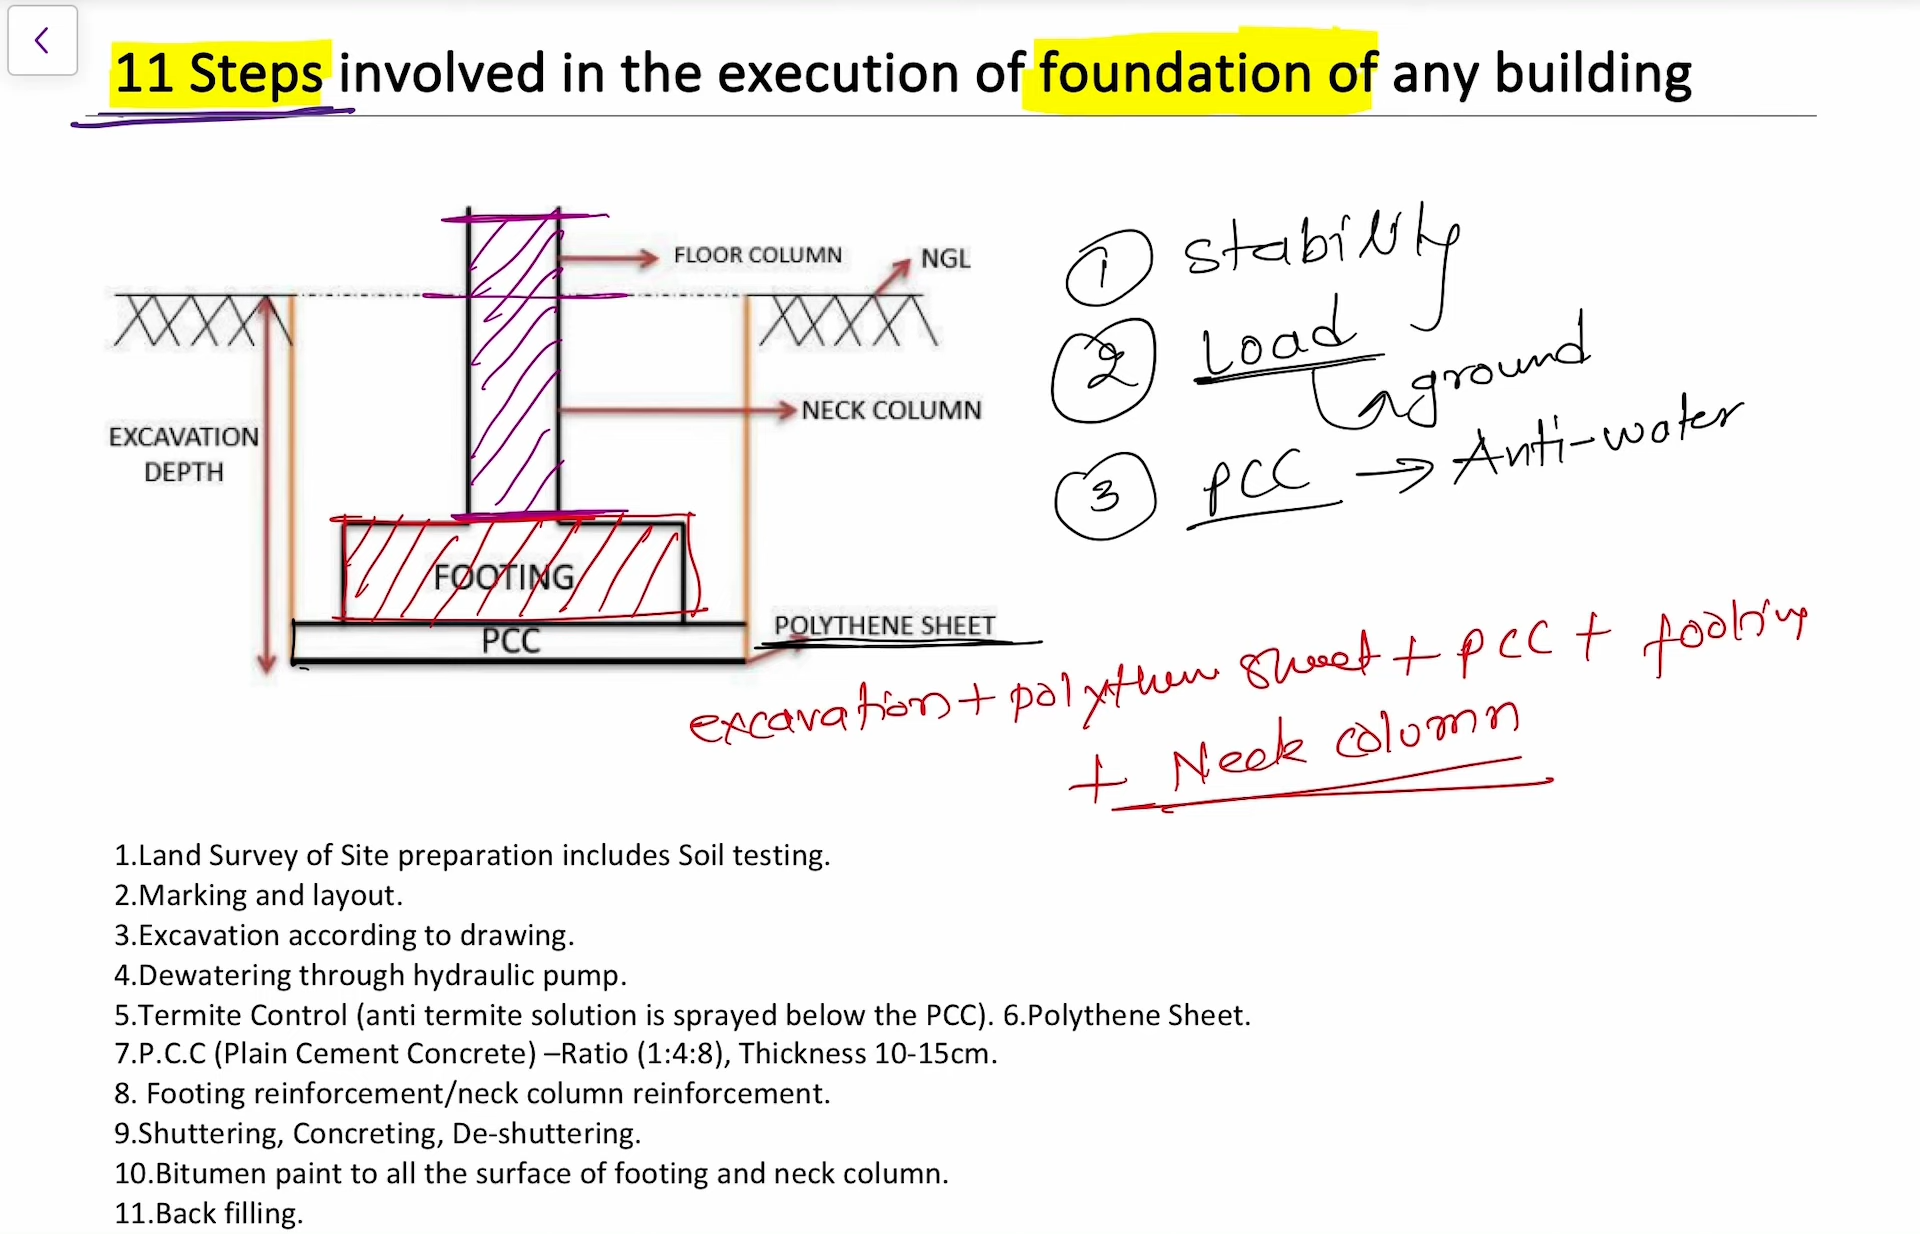 11 Steps involved in the execution of foundation of any building
FLOOR COLUMN
NGL
NECK COLUMN
EXCAVATION
DEPTH
FOOTING
PCC
POLYTHENE SHEET
1 stability
2 Load
ground
3 PCC → Anti-water
excavation + polythene sheet + PCC + footing
+ Neck column
1.Land Survey of Site preparation includes Soil testing.
2.Marking and layout.
3.Excavation according to drawing.
4.Dewatering through hydraulic pump.
5.Termite Control (anti termite solution is sprayed below the PCC). 6.Polythene Sheet.
7.P.C.C (Plain Cement Concrete) –Ratio (1:4:8), Thickness 10-15cm.
8. Footing reinforcement/neck column reinforcement.
9.Shuttering, Concreting, De-shuttering.
10.Bitumen paint to all the surface of footing and neck column.
11.Back filling.